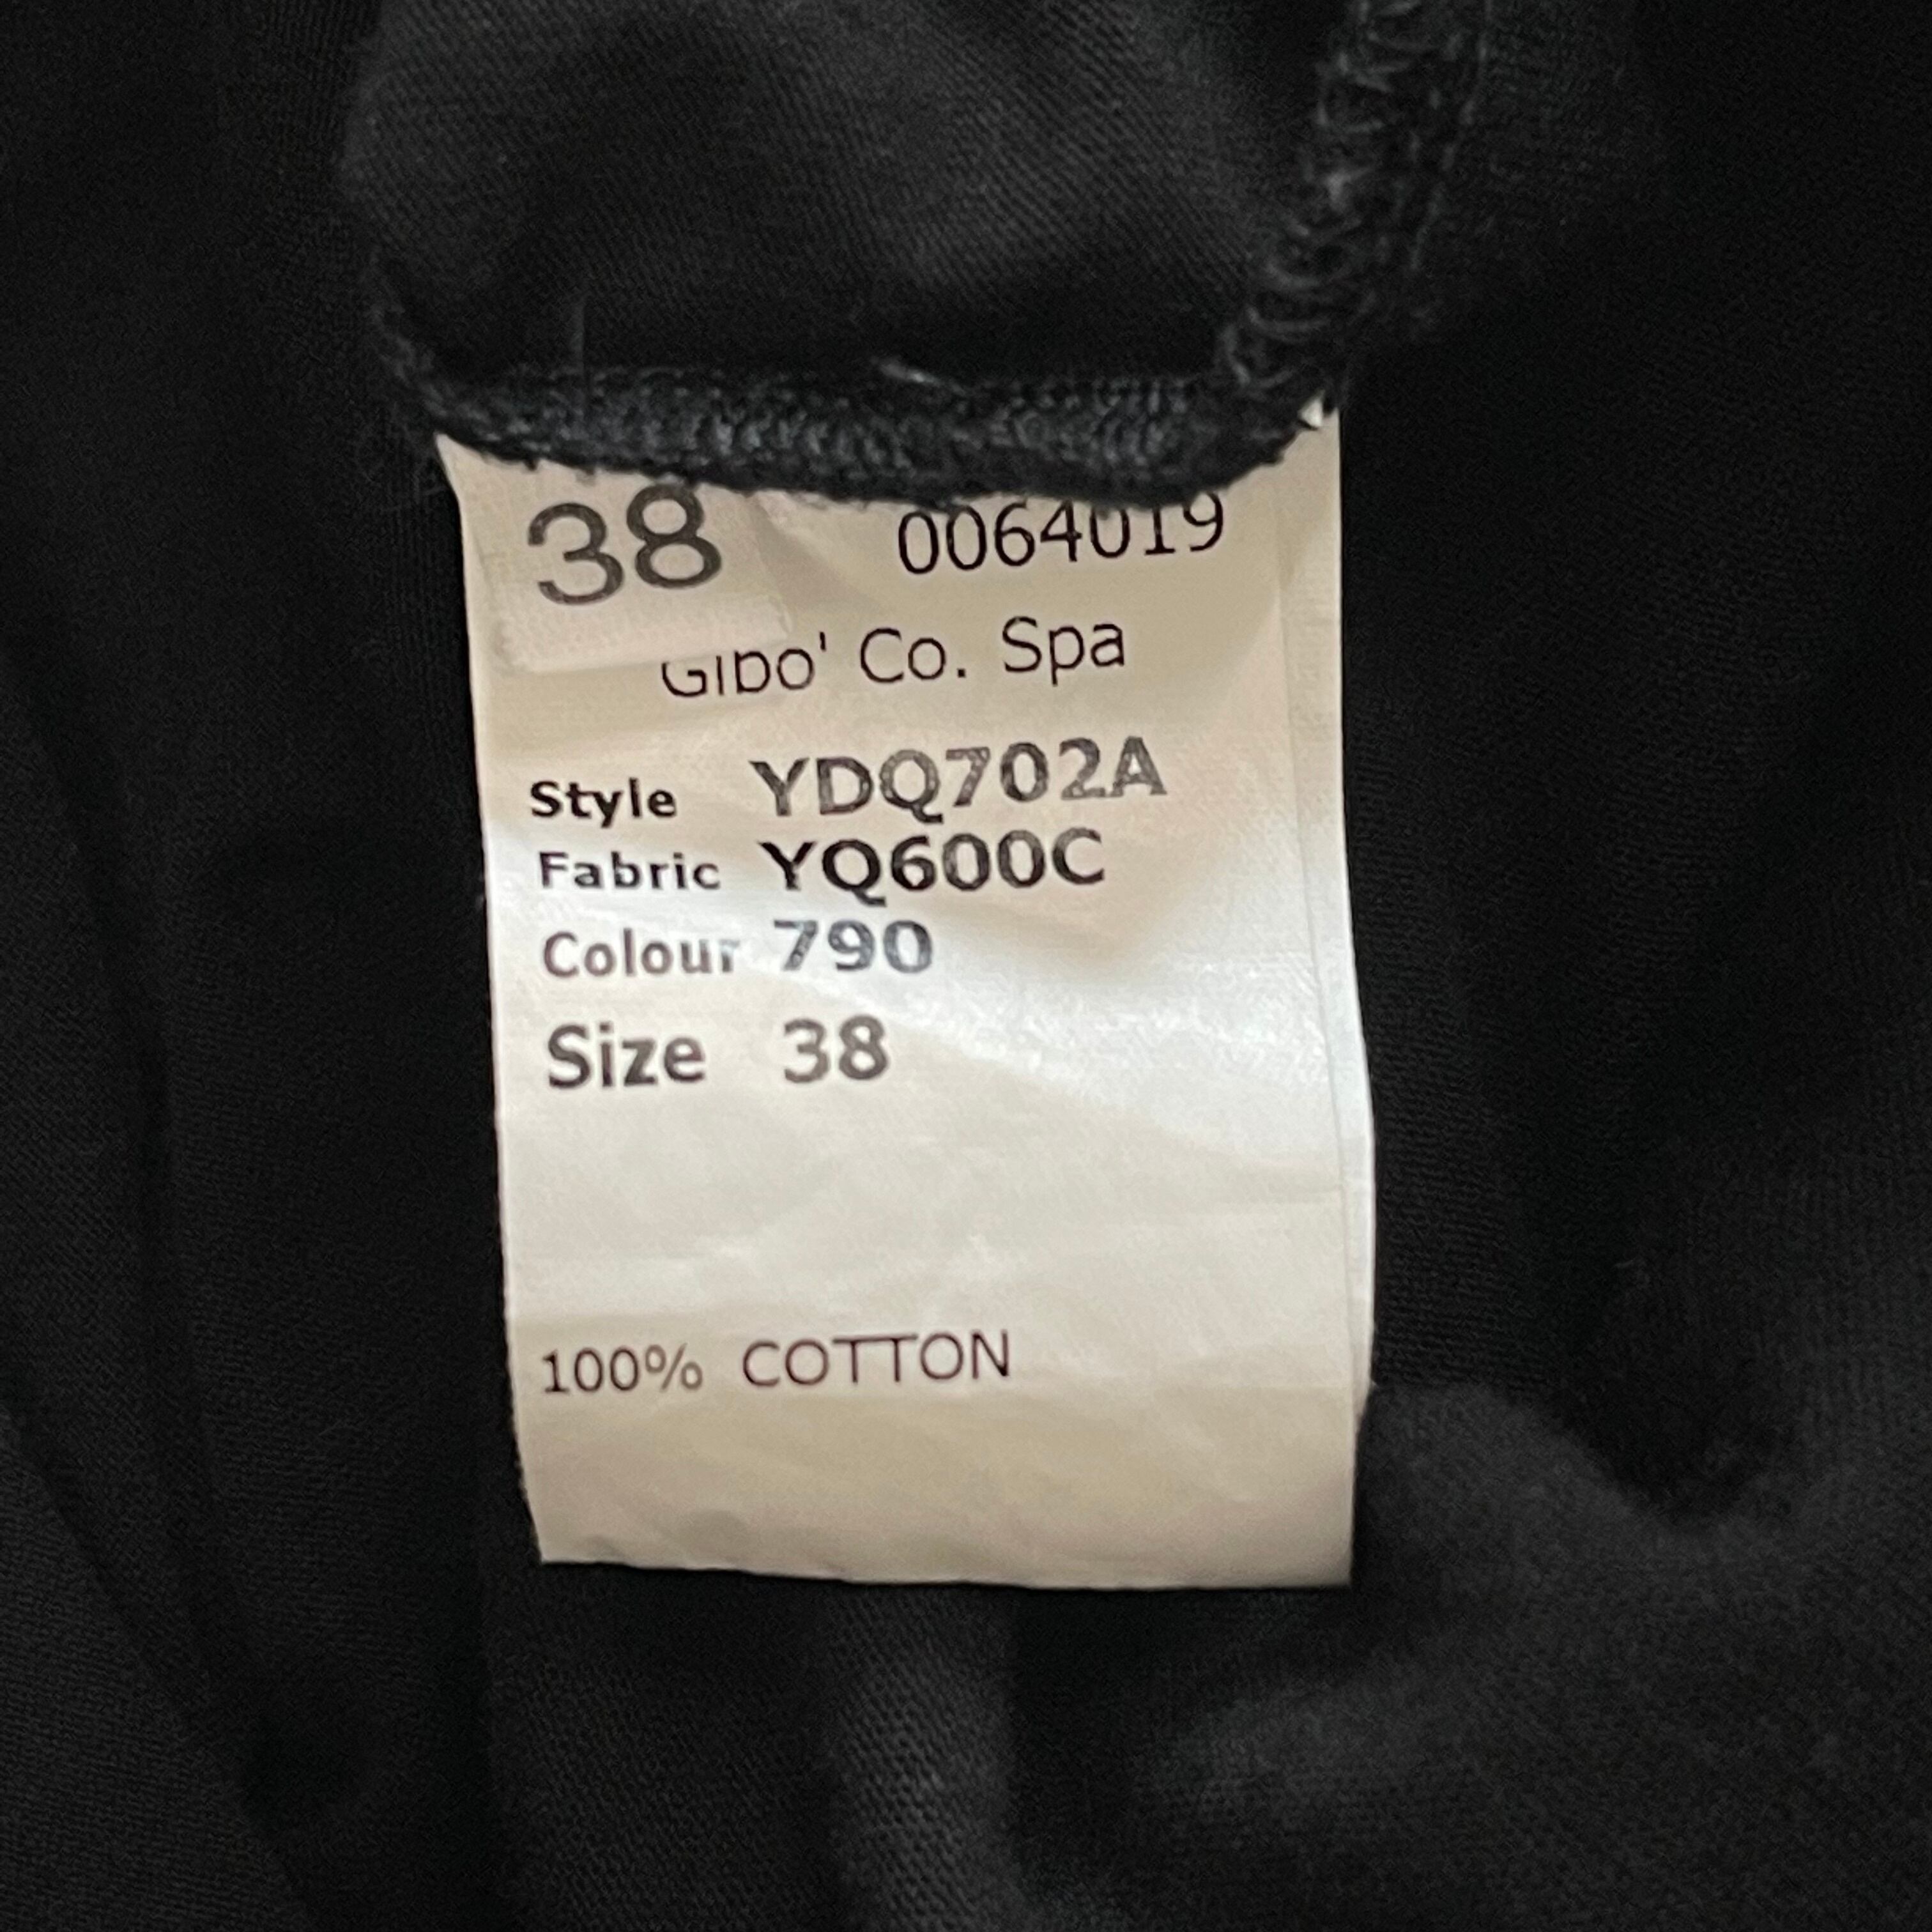 38 0064019
Gibo' Co. Spa
Style YDQ702A
Fabric YQ600C
Colour 790
Size 38
100% COTTON